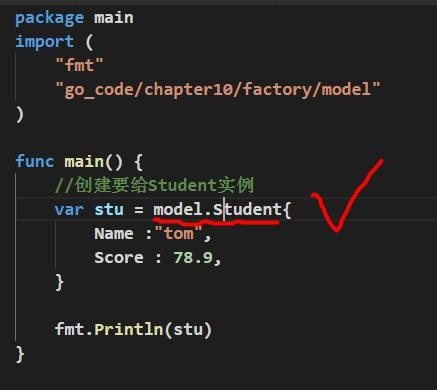 package main
import (
"fmt"
"go_code/chapter10/factory/model"
)
func main() {
//创建要给Student实例
var stu = model.Student{
Name :"tom",
Score : 78.9,
}
fmt.Println(stu)
}